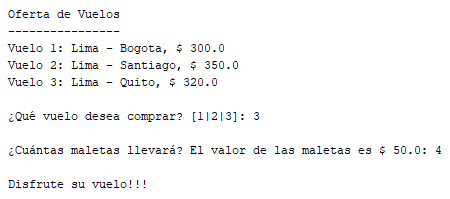 Oferta de Vuelos
----------------
Vuelo 1: Lima - Bogota, $ 300.0
Vuelo 2: Lima - Santiago, $ 350.0
Vuelo 3: Lima - Quito, $ 320.0
¿Qué vuelo desea comprar? [1|2|3]: 3
¿Cuántas maletas llevará? El valor de las maletas es $ 50.0: 4
Disfrute su vuelo!!!